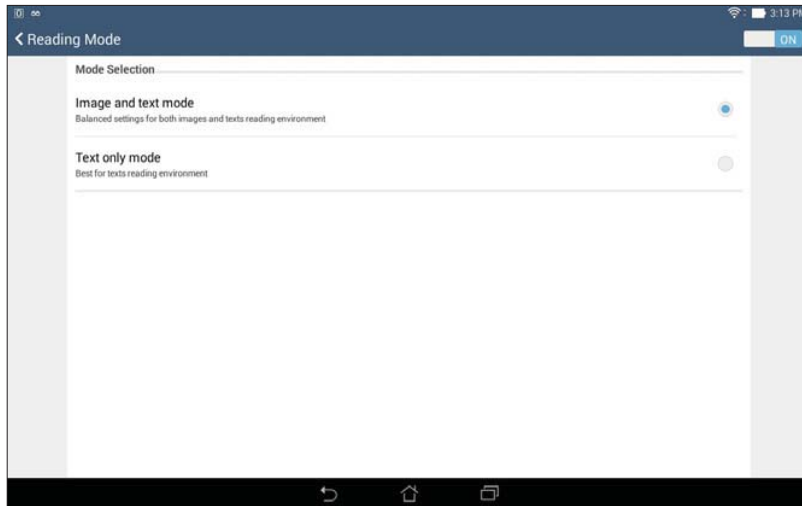 3:13 PM
Reading Mode
ON
Mode Selection
Image and text mode
Balanced settings for both images and texts reading environment
Text only mode
Best for texts reading environment